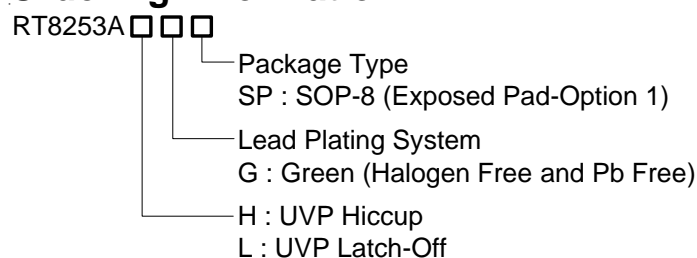 RT8253A
Package Type
SP : SOP-8 (Exposed Pad-Option 1)
Lead Plating System
G : Green (Halogen Free and Pb Free)
H : UVP Hiccup
L : UVP Latch-Off